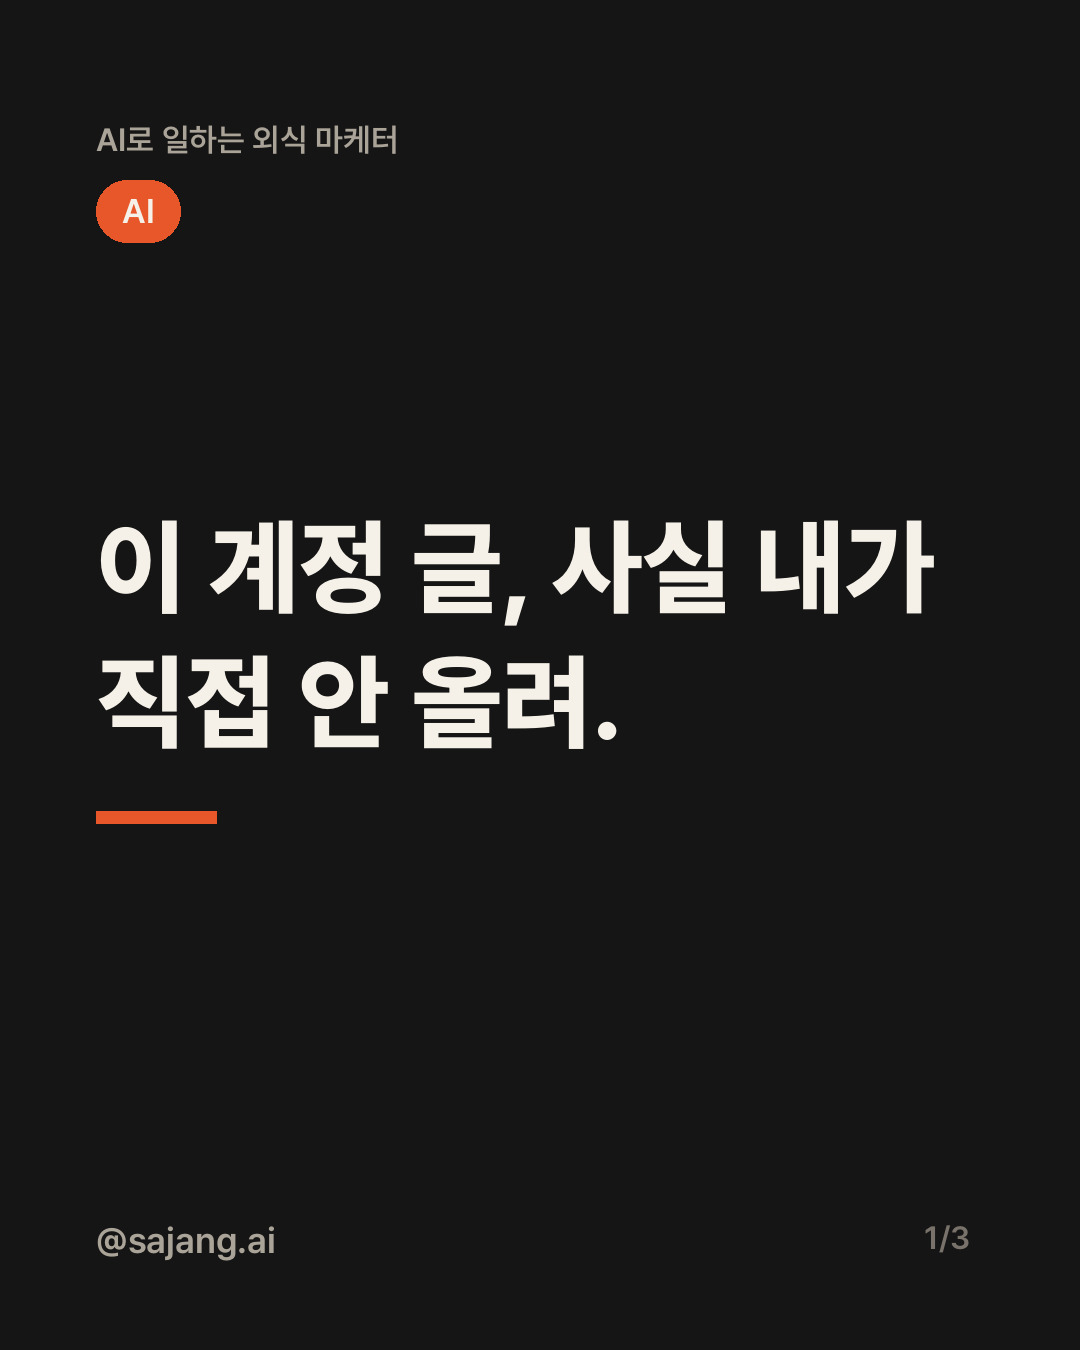 AI로 일하는 외식 마케터
AI
이 계정 글, 사실 내가
직접 안 올려.
@sajang.ai
1/3